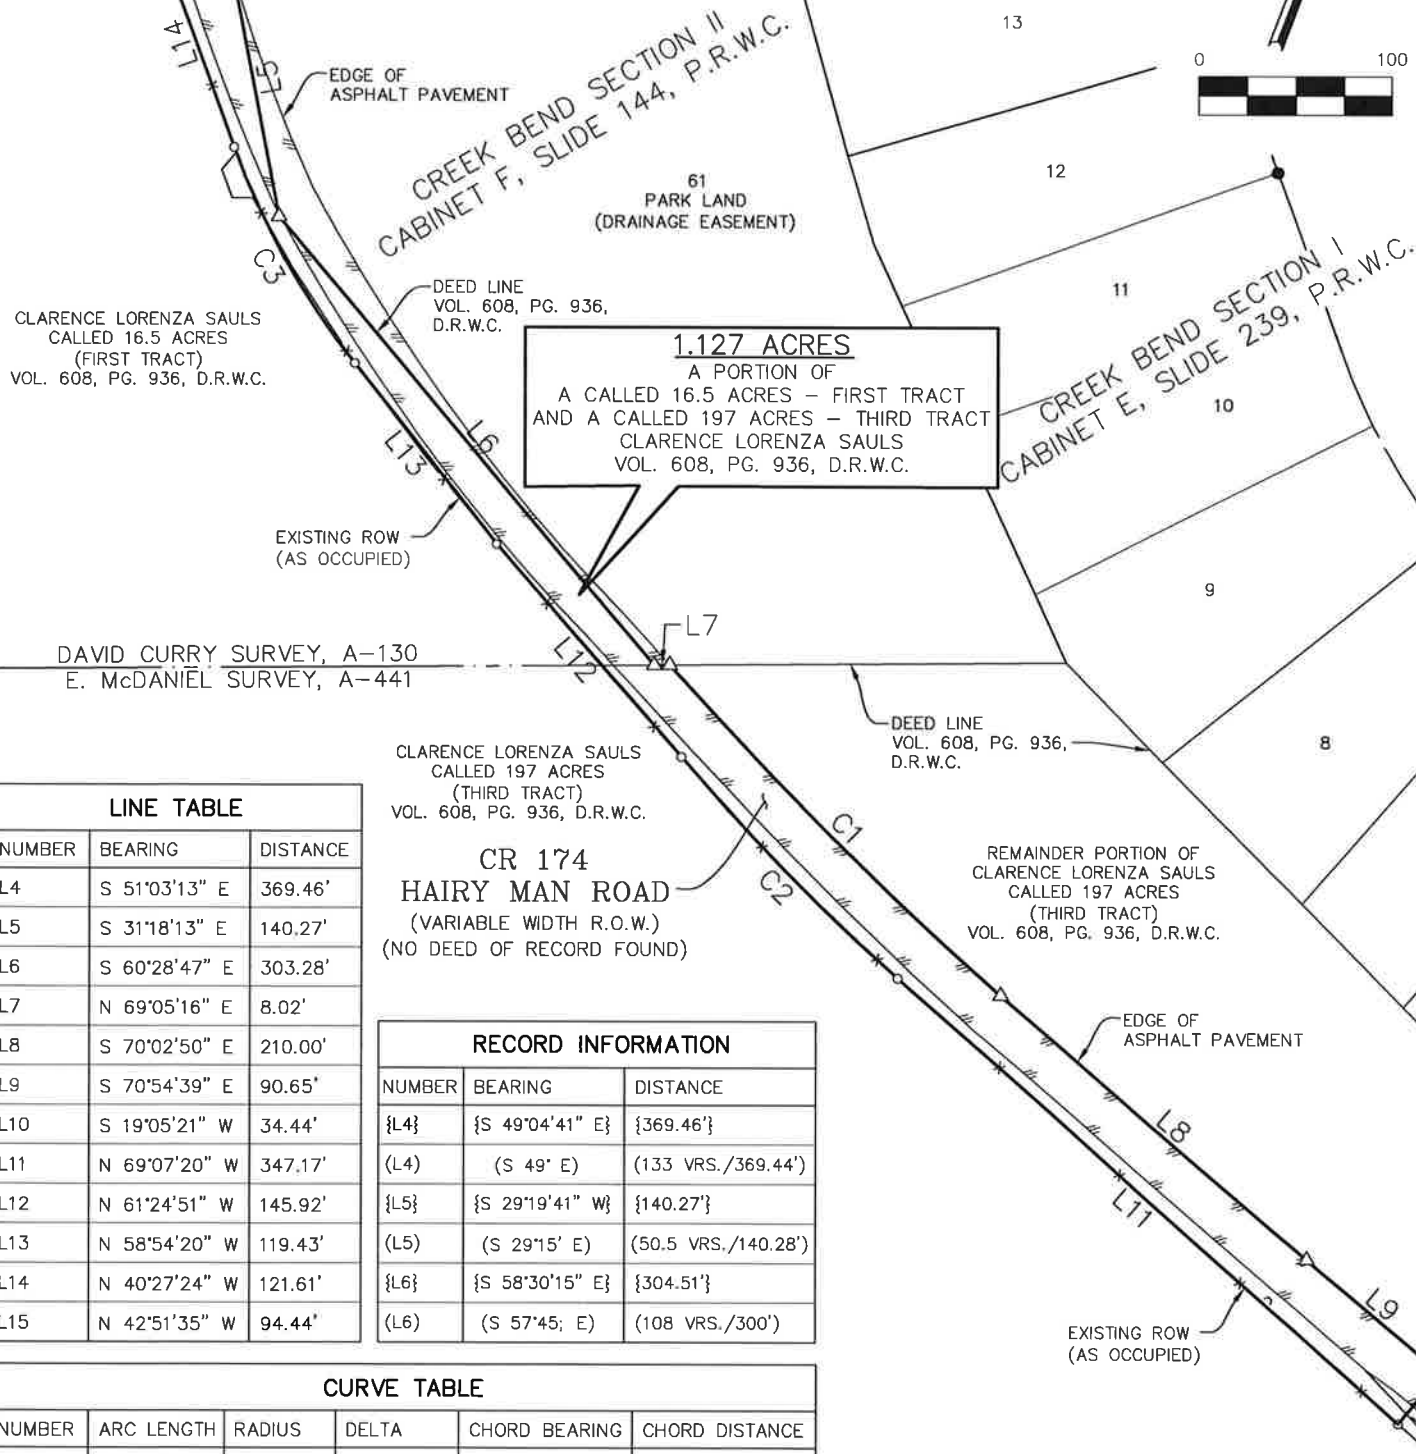 L14
L5
EDGE OF
ASPHALT PAVEMENT
CREEK BEND SECTION II
CABINET F, SLIDE 144, P.R.W.C.
13
0 100
12
61
PARK LAND
(DRAINAGE EASEMENT)
C3
DEED LINE
VOL. 608, PG. 936,
D.R.W.C.
11
CREEK BEND SECTION I
CABINET E, SLIDE 239, P.R.W.C.
CLARENCE LORENZA SAULS
CALLED 16.5 ACRES
(FIRST TRACT)
VOL. 608, PG. 936, D.R.W.C.
1.127 ACRES
A PORTION OF
A CALLED 16.5 ACRES – FIRST TRACT
AND A CALLED 197 ACRES – THIRD TRACT
CLARENCE LORENZA SAULS
VOL. 608, PG. 936, D.R.W.C.
10
L6
L13
EXISTING ROW
(AS OCCUPIED)
9
L7
DAVID CURRY SURVEY, A–130
E. McDANIEL SURVEY, A–441
L12
DEED LINE
VOL. 608, PG. 936,
D.R.W.C.
8
CLARENCE LORENZA SAULS
CALLED 197 ACRES
(THIRD TRACT)
VOL. 608, PG. 936, D.R.W.C.
C1
C2
CR 174
HAIRY MAN ROAD
(VARIABLE WIDTH R.O.W.)
(NO DEED OF RECORD FOUND)
REMAINDER PORTION OF
CLARENCE LORENZA SAULS
CALLED 197 ACRES
(THIRD TRACT)
VOL. 608, PG. 936, D.R.W.C.
EDGE OF
ASPHALT PAVEMENT
L8
L11
L9
EXISTING ROW
(AS OCCUPIED)
LINE TABLE
NUMBER BEARING DISTANCE
L4 S 51°03'13" E 369.46'
L5 S 31°18'13" E 140.27'
L6 S 60°28'47" E 303.28'
L7 N 69°05'16" E 8.02'
L8 S 70°02'50" E 210.00'
L9 S 70°54'39" E 90.65'
L10 S 19°05'21" W 34.44'
L11 N 69°07'20" W 347.17'
L12 N 61°24'51" W 145.92'
L13 N 58°54'20" W 119.43'
L14 N 40°27'24" W 121.61'
L15 N 42°51'35" W 94.44'
RECORD INFORMATION
NUMBER BEARING DISTANCE
{L4} {S 49°04'41" E} {369.46'}
(L4) (S 49° E) (133 VRS./369.44')
{L5} {S 29°19'41" W} {140.27'}
(L5) (S 29°15' E) (50.5 VRS./140.28')
{L6} {S 58°30'15" E} {304.51'}
(L6) (S 57°45; E) (108 VRS./300')
CURVE TABLE
NUMBER ARC LENGTH RADIUS DELTA CHORD BEARING CHORD DISTANCE